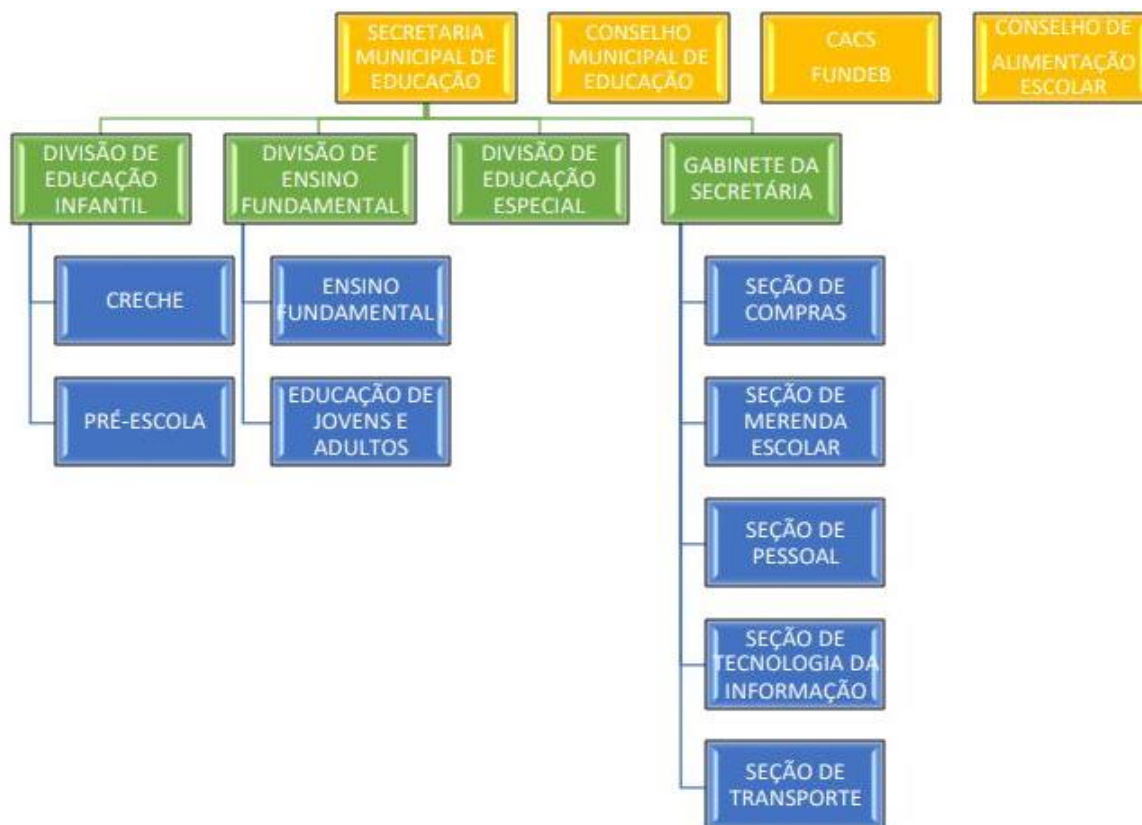 SECRETARIA
MUNICIPAL DE
EDUCAÇÃO
CONSELHO
MUNICIPAL DE
EDUCAÇÃO
CACS
FUNDEB
CONSELHO DE
ALIMENTAÇÃO
ESCOLAR
DIVISÃO DE
EDUCAÇÃO
INFANTIL
DIVISÃO DE
ENSINO
FUNDAMENTAL
DIVISÃO DE
EDUCAÇÃO
ESPECIAL
GABINETE DA
SECRETÁRIA
CRECHE
PRÉ-ESCOLA
ENSINO
FUNDAMENTAL I
EDUCAÇÃO DE
JOVENS E
ADULTOS
SEÇÃO DE
COMPRAS
SEÇÃO DE
MERENDA
ESCOLAR
SEÇÃO DE
PESSOAL
SEÇÃO DE
TECNOLOGIA DA
INFORMAÇÃO
SEÇÃO DE
TRANSPORTE